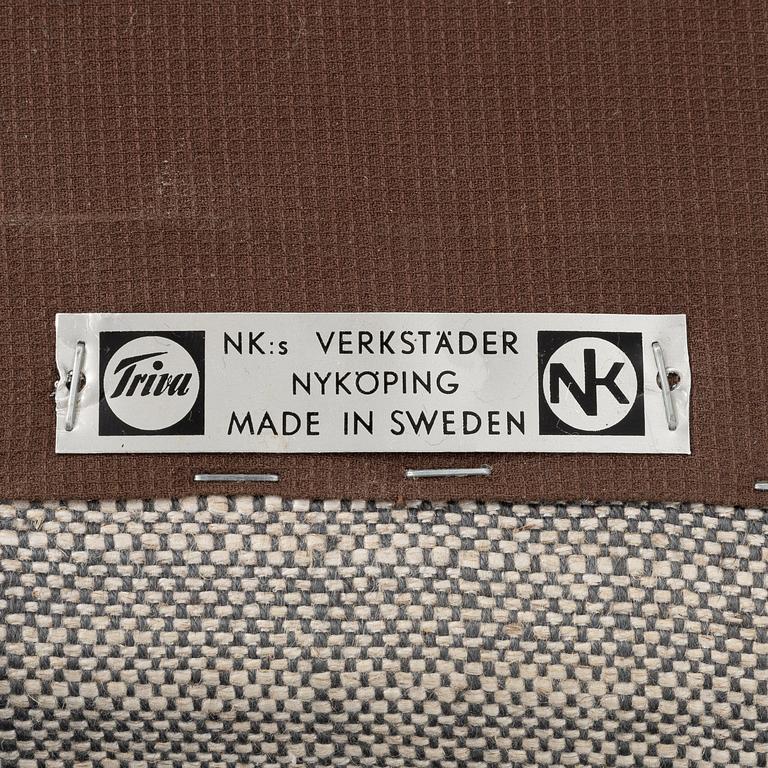 Triva
NK:s VERKSTÄDER
NYKÖPING
MADE IN SWEDEN
NK